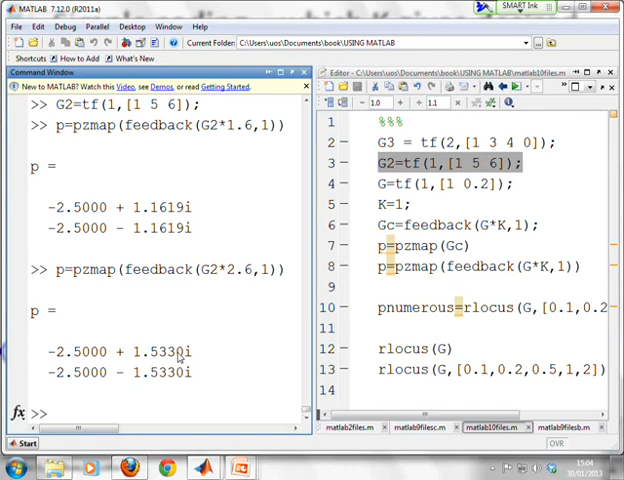 MATLAB 7.12.0 (R2011a)
SMART Ink
File Edit Debug Parallel Desktop Window Help
Current Folder: C:\Users\uos\Documents\book\USING MATLAB
Shortcuts How to Add What's New
Command Window
New to MATLAB? Watch this Video, see Demos, or read Getting Started.
>> G2=tf(1,[1 5 6]);
>> p=pzmap(feedback(G2*1.6,1))
p =
-2.5000 + 1.1619i
-2.5000 - 1.1619i
>> p=pzmap(feedback(G2*2.6,1))
p =
-2.5000 + 1.5330i
-2.5000 - 1.5330i
fx >>
Editor - C:\Users\uos\Documents\book\USING MATLAB\matlab10files.m
- 1.0 + ÷ 1.1 ×
1 %%%
2 G3 = tf(2,[1 3 4 0]);
3 G2=tf(1,[1 5 6]);
4 G=tf(1,[1 0.2]);
5 K=1;
6 Gc=feedback(G*K,1);
7 p=pzmap(Gc)
8 p=pzmap(feedback(G*K,1))
9
10 pnumerous=rlocus(G,[0.1,0.2
11
12 rlocus(G)
13 rlocus(G,[0.1,0.2,0.5,1,2])
14
matlab2files.m matlab9filesc.m matlab10files.m matlab9filesb.m
Start
OVR
15:04
30/01/2013